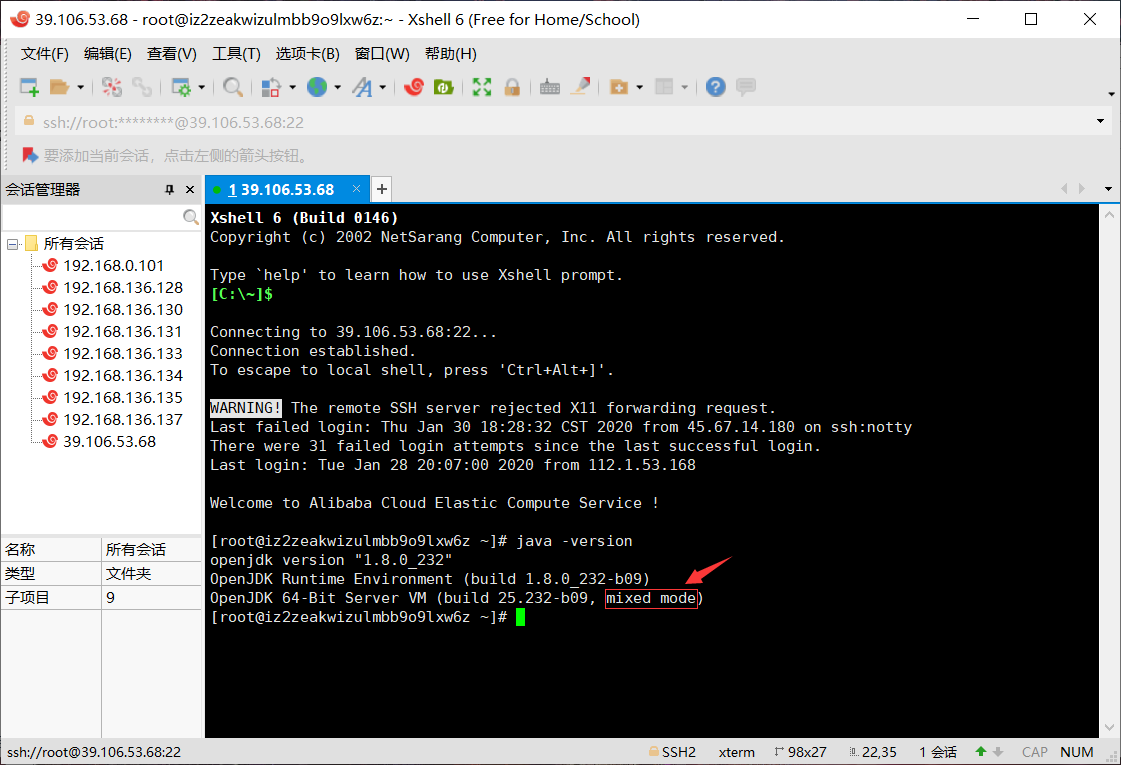 39.106.53.68 - root@iz2zeakwizulmbb9o9lxw6z:~ - Xshell 6 (Free for Home/School)
文件(F) 编辑(E) 查看(V) 工具(T) 选项卡(B) 窗口(W) 帮助(H)
ssh://root:********@39.106.53.68:22
要添加当前会话，点击左侧的箭头按钮。
会话管理器
所有会话
192.168.0.101
192.168.136.128
192.168.136.130
192.168.136.131
192.168.136.133
192.168.136.134
192.168.136.135
192.168.136.137
39.106.53.68
名称 所有会话
类型 文件夹
子项目 9
1 39.106.53.68
Xshell 6 (Build 0146)
Copyright (c) 2002 NetSarang Computer, Inc. All rights reserved.
Type `help' to learn how to use Xshell prompt.
[C:\~]$
Connecting to 39.106.53.68:22...
Connection established.
To escape to local shell, press 'Ctrl+Alt+]'.
WARNING! The remote SSH server rejected X11 forwarding request.
Last failed login: Thu Jan 30 18:28:32 CST 2020 from 45.67.14.180 on ssh:notty
There were 31 failed login attempts since the last successful login.
Last login: Tue Jan 28 20:07:00 2020 from 112.1.53.168
Welcome to Alibaba Cloud Elastic Compute Service !
[root@iz2zeakwizulmbb9o9lxw6z ~]# java -version
openjdk version "1.8.0_232"
OpenJDK Runtime Environment (build 1.8.0_232-b09)
OpenJDK 64-Bit Server VM (build 25.232-b09, mixed mode)
[root@iz2zeakwizulmbb9o9lxw6z ~]#
ssh://root@39.106.53.68:22 SSH2 xterm 98x27 22,35 1 会话 CAP NUM